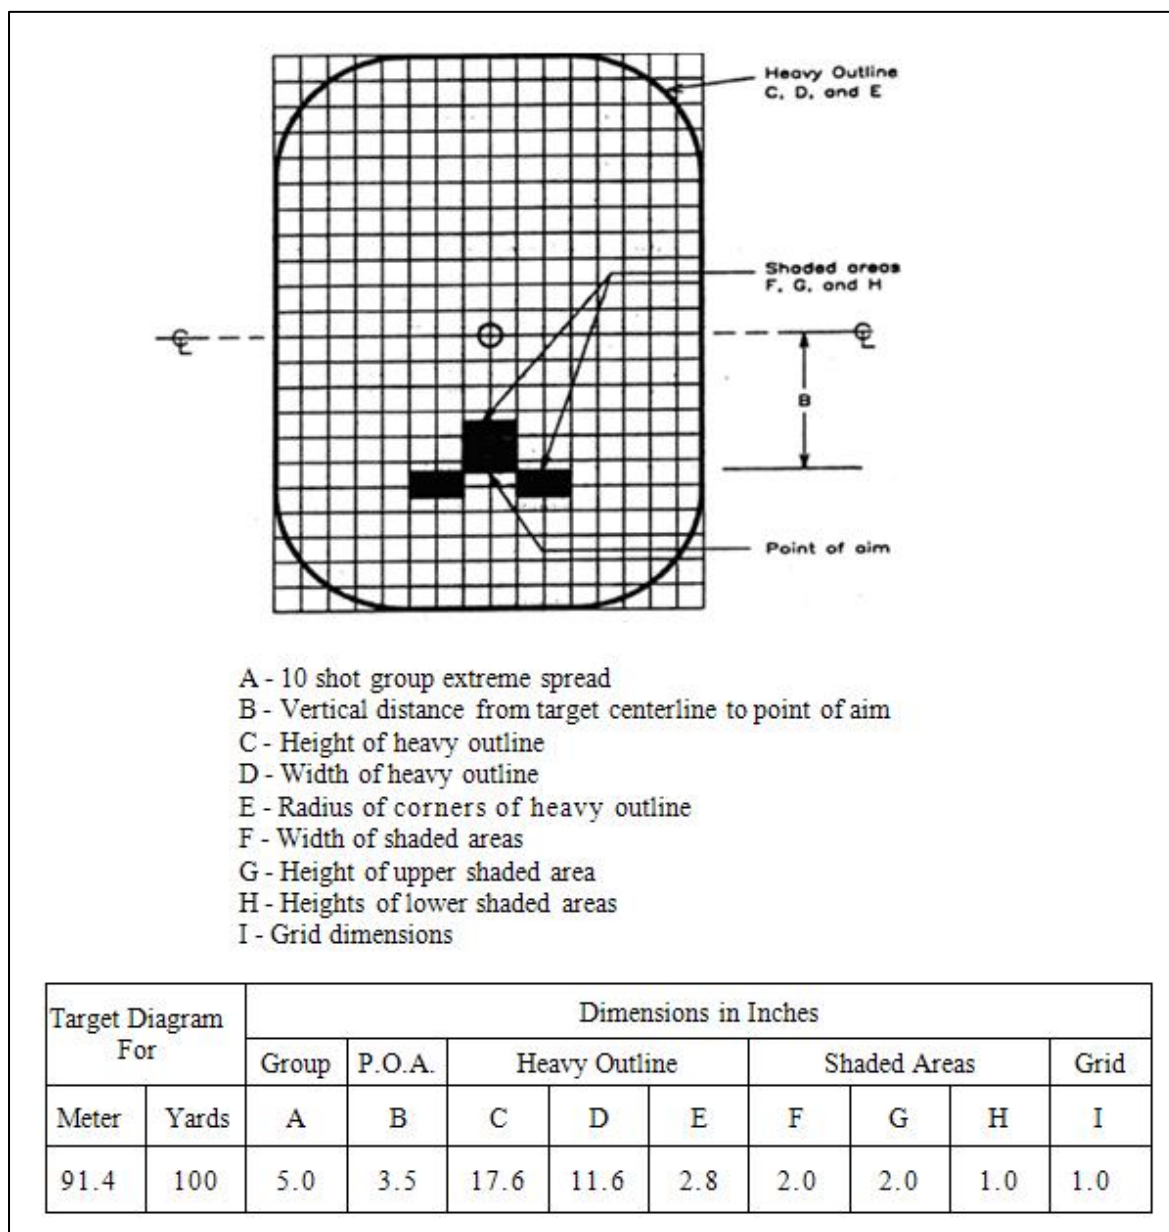 Heavy Outline
C, D, and E
Shaded areas
F, G, and H
℄
℄
B
Point of aim
A - 10 shot group extreme spread
B - Vertical distance from target centerline to point of aim
C - Height of heavy outline
D - Width of heavy outline
E - Radius of corners of heavy outline
F - Width of shaded areas
G - Height of upper shaded area
H - Heights of lower shaded areas
I - Grid dimensions
Target Diagram For Dimensions in Inches
Group P.O.A. Heavy Outline Shaded Areas Grid
Meter Yards A B C D E F G H I
91.4 100 5.0 3.5 17.6 11.6 2.8 2.0 2.0 1.0 1.0